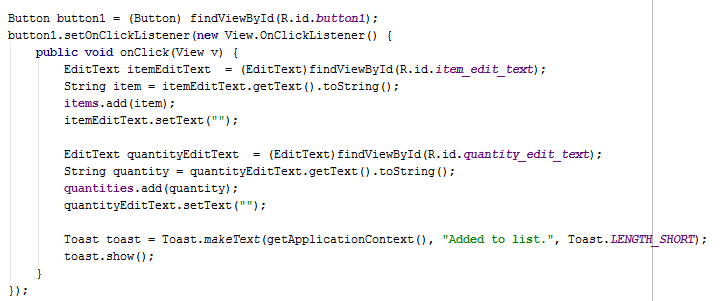 Button button1 = (Button) findViewById(R.id.button1);
button1.setOnClickListener(new View.OnClickListener() {
    public void onClick(View v) {
        EditText itemEditText  = (EditText)findViewById(R.id.item_edit_text);
        String item = itemEditText.getText().toString();
        items.add(item);
        itemEditText.setText("");

        EditText quantityEditText  = (EditText)findViewById(R.id.quantity_edit_text);
        String quantity = quantityEditText.getText().toString();
        quantities.add(quantity);
        quantityEditText.setText("");

        Toast toast = Toast.makeText(getApplicationContext(), "Added to list.", Toast.LENGTH_SHORT);
        toast.show();
    }
});